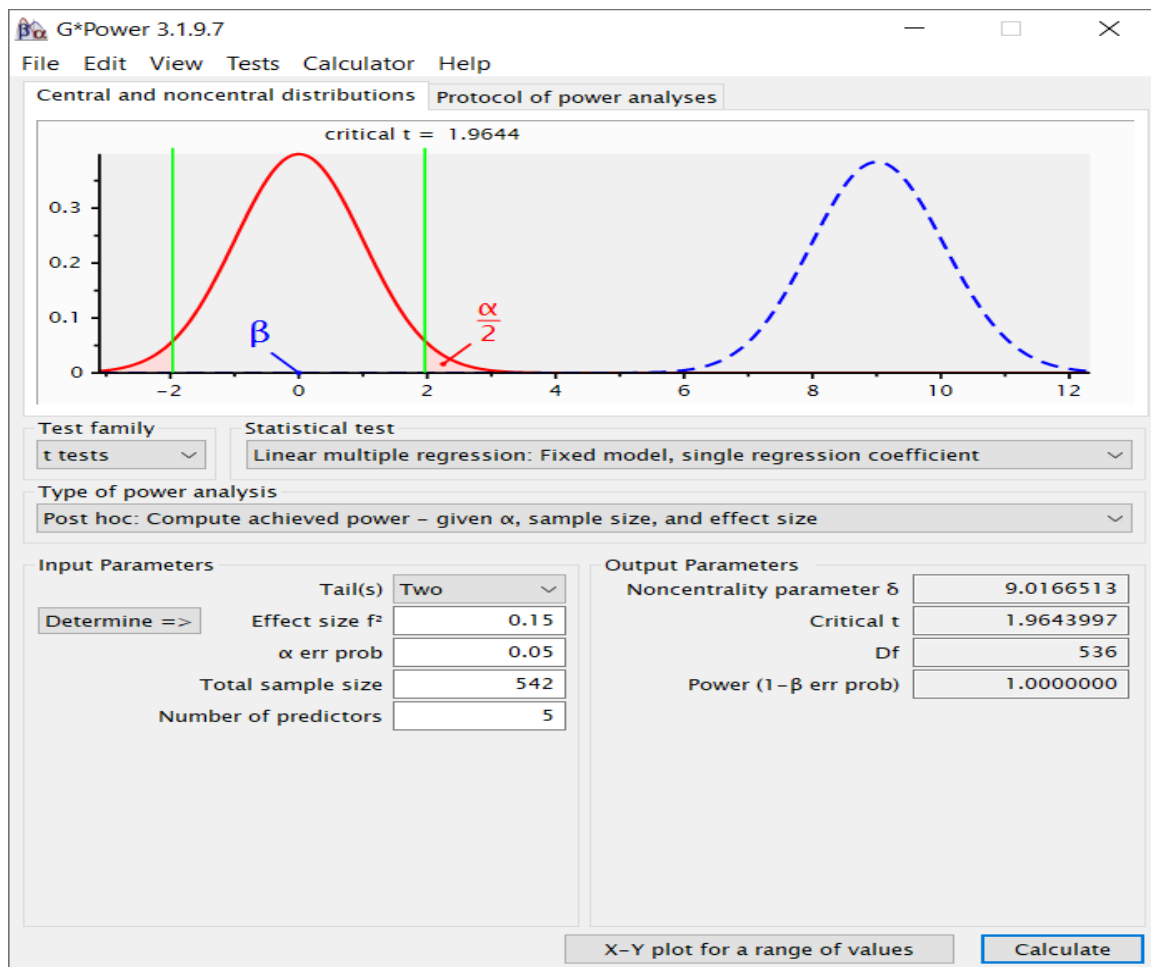 G*Power 3.1.9.7
File Edit View Tests Calculator Help
Central and noncentral distributions Protocol of power analyses
critical t = 1.9644
0.3
0.2
0.1
0
β
α
2
-2 0 2 4 6 8 10 12
Test family Statistical test
t tests Linear multiple regression: Fixed model, single regression coefficient
Type of power analysis
Post hoc: Compute achieved power – given α, sample size, and effect size
Input Parameters Output Parameters
Tail(s) Two Noncentrality parameter δ 9.0166513
Determine => Effect size f² 0.15 Critical t 1.9643997
α err prob 0.05 Df 536
Total sample size 542 Power (1-β err prob) 1.0000000
Number of predictors 5
X-Y plot for a range of values Calculate